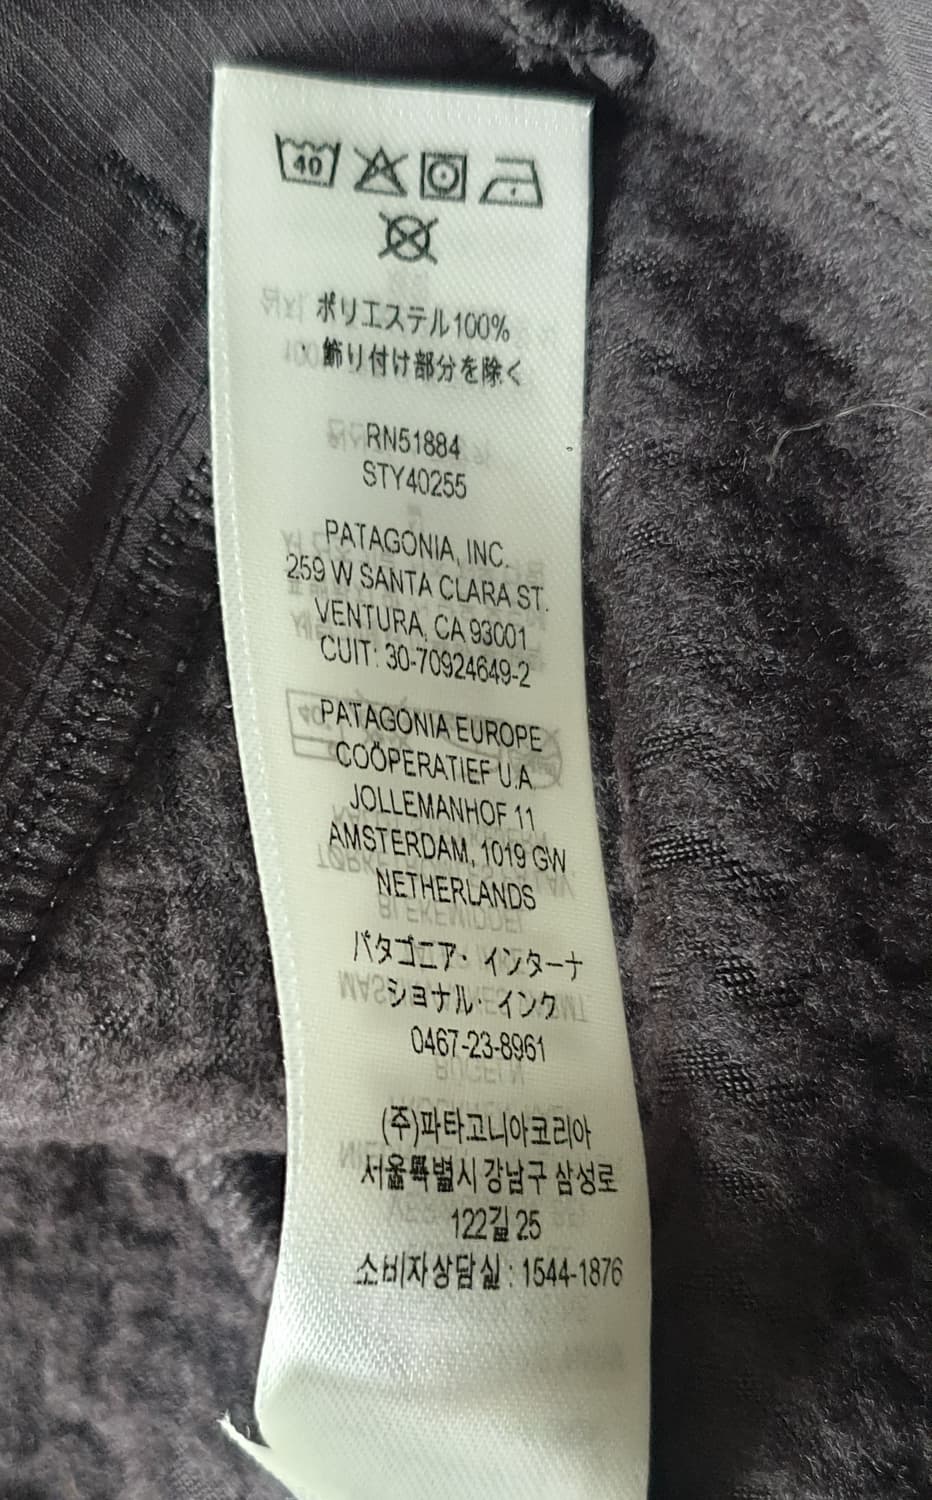 40
ポリエステル100%
飾り付け部分を除く
RN51884
STY40255
PATAGONIA, INC.
259 W SANTA CLARA ST.
VENTURA, CA 93001
CUIT: 30-70924649-2
PATAGONIA EUROPE
COÖPERATIEF U.A.
JOLLEMANHOF 11
AMSTERDAM, 1019 GW
NETHERLANDS
パタゴニア・インターナ
ショナル・インク
0467-23-8961
(주)파타고니아코리아
서울특별시 강남구 삼성로
122길 25
소비자상담실 : 1544-1876